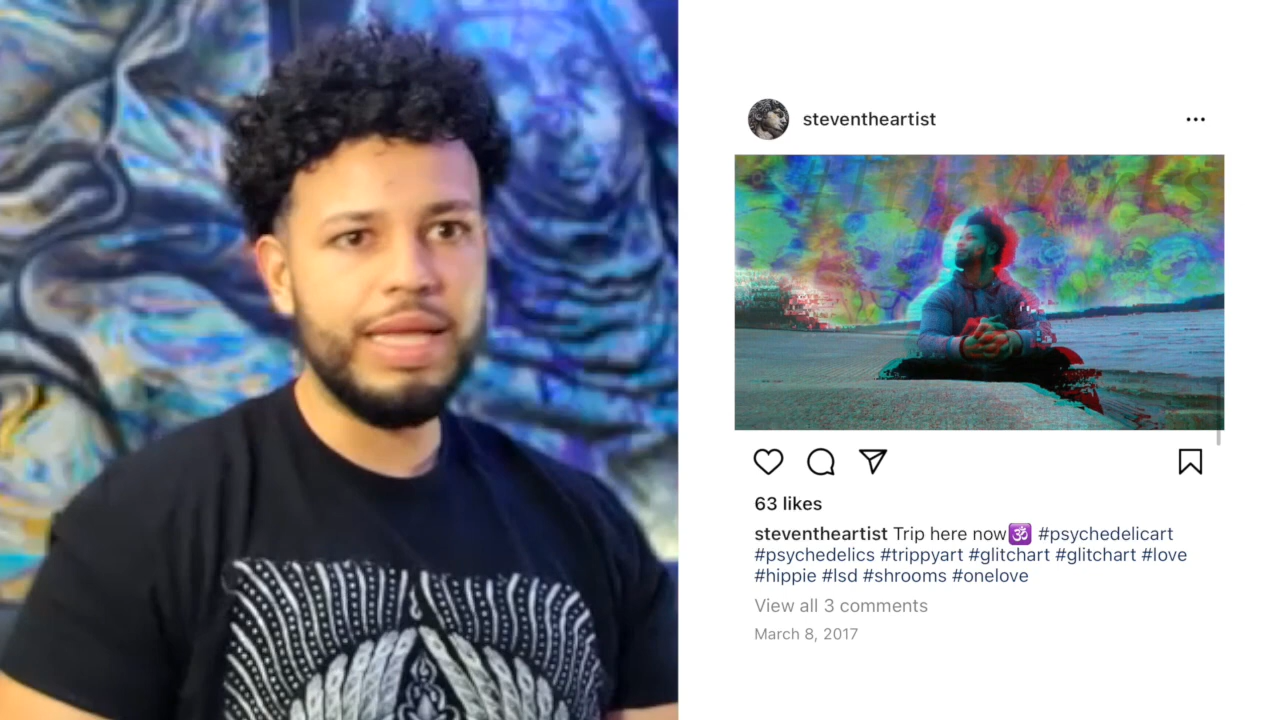 steventheartist
63 likes
steventheartist Trip here now🕉 #psychedelicart
#psychedelics #trippyart #glitchart #glitchart #love
#hippie #lsd #shrooms #onelove
View all 3 comments
March 8, 2017